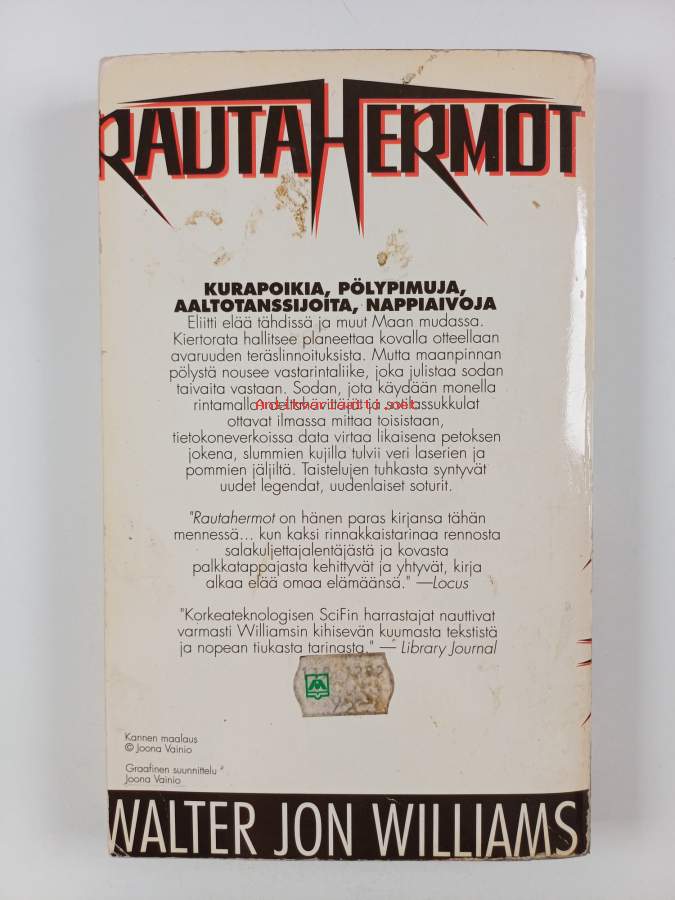 RAUTAHERMOT
KURAPOIKIA, PÖLYPIMUJA,
AALTOTANSSIJOITA, NAPPIAIVOJA
Eliitti elää tähdissä ja muut Maan mudassa.
Kiertorata hallitsee planeettaa kovalla otteellaan
avaruuden teräslinnoituksista. Mutta maanpinnan
pölystä nousee vastarintaliike, joka julistaa sodan
taivaita vastaan. Sodan, jota käydään monella
rintamalla
ottavat ilmassa mittaa toisistaan,
tietokoneverkoissa data virtaa likaisena petoksen
jokena, slummien kujilla tulvii veri laserien ja
pommien jäljiltä. Taistelujen tuhkasta syntyvät
uudet legendat, uudenlaiset soturit.
"Rautahermot on hänen paras kirjansa tähän
mennessä... kun kaksi rinnakkaistarinaa rennosta
salakuljettajalentäjästä ja kovasta
palkkatappajasta kehittyvät ja yhtyvät, kirja
alkaa elää omaa elämäänsä." —Locus
"Korkeateknologisen SciFin harrastajat nauttivat
varmasti Williamsin kihisevän kuumasta tekstistä
ja nopean tiukasta tarinasta." — Library Journal
Kannen maalaus
© Joona Vainio
Graafinen suunnittelu
Joona Vainio
WALTER JON WILLIAMS